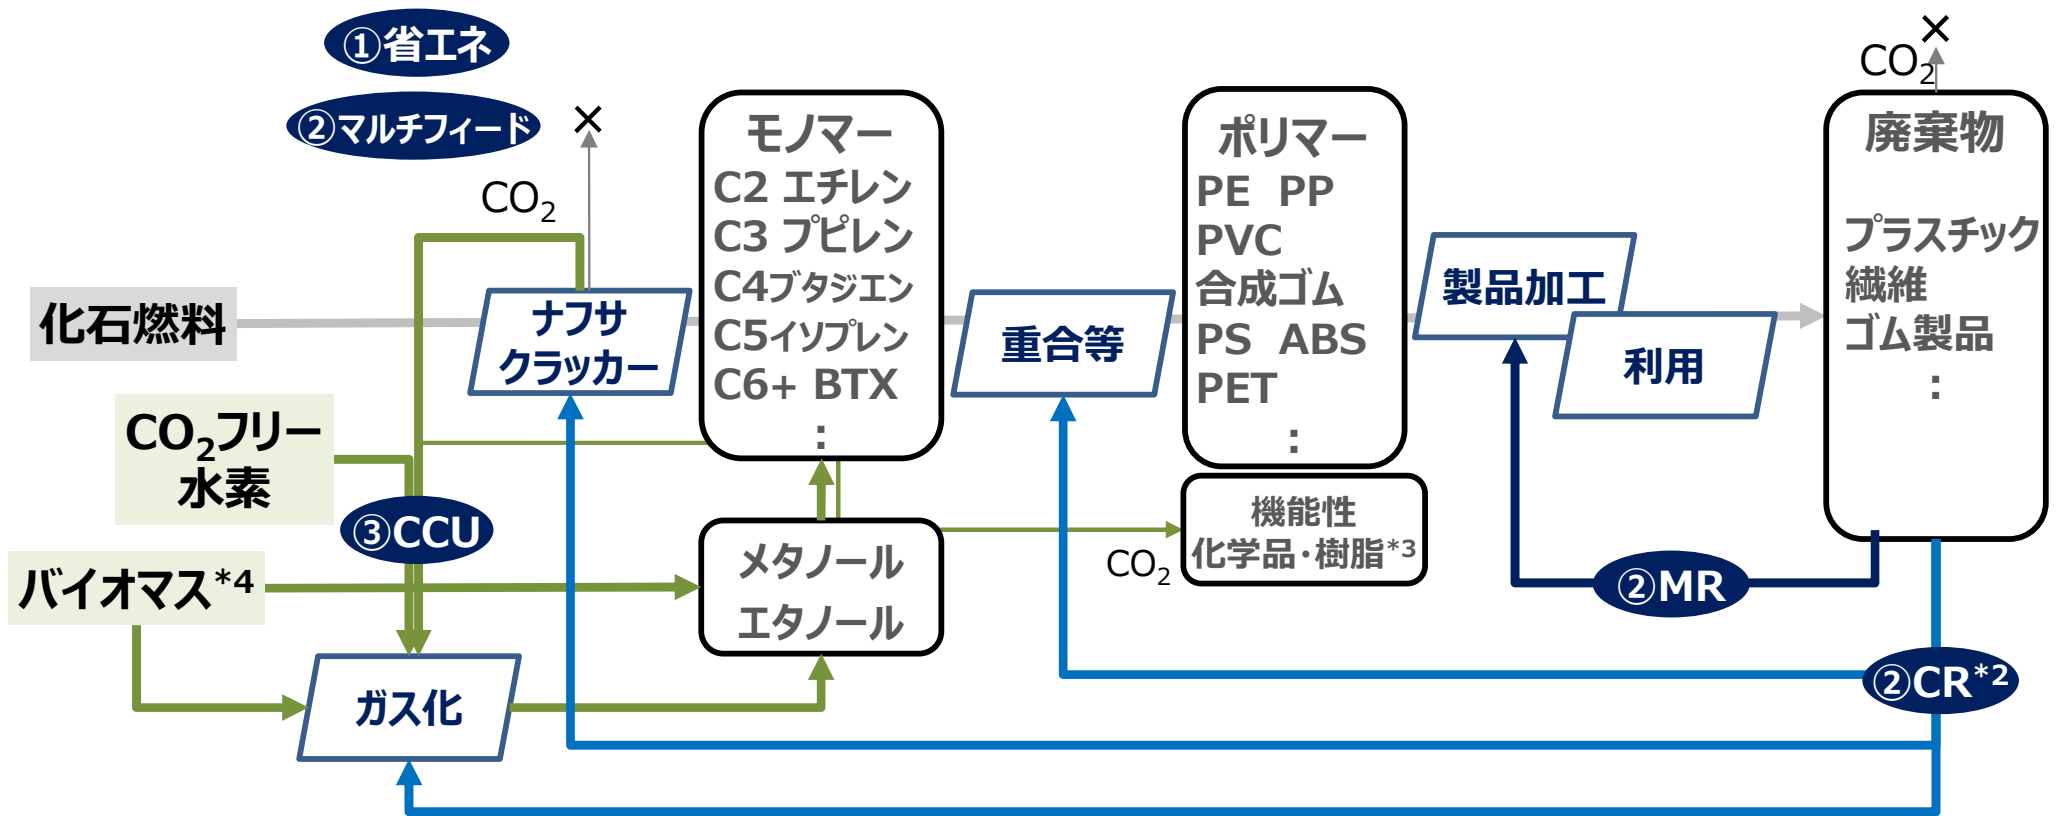 ①省エネ
②マルチフィード
×
CO₂
化石燃料
ナフサ
クラッカー
CO₂フリー
水素
③CCU
バイオマス*4
ガス化
モノマー
C2 エチレン
C3 プピレン
C4ブタジエン
C5イソプレン
C6+ BTX
:
メタノール
エタノール
重合等
ポリマー
PE PP
PVC
合成ゴム
PS ABS
PET
:
CO₂
機能性
化学品・樹脂*3
製品加工
利用
×
CO₂
廃棄物
プラスチック
繊維
ゴム製品
:
②MR
②CR*2